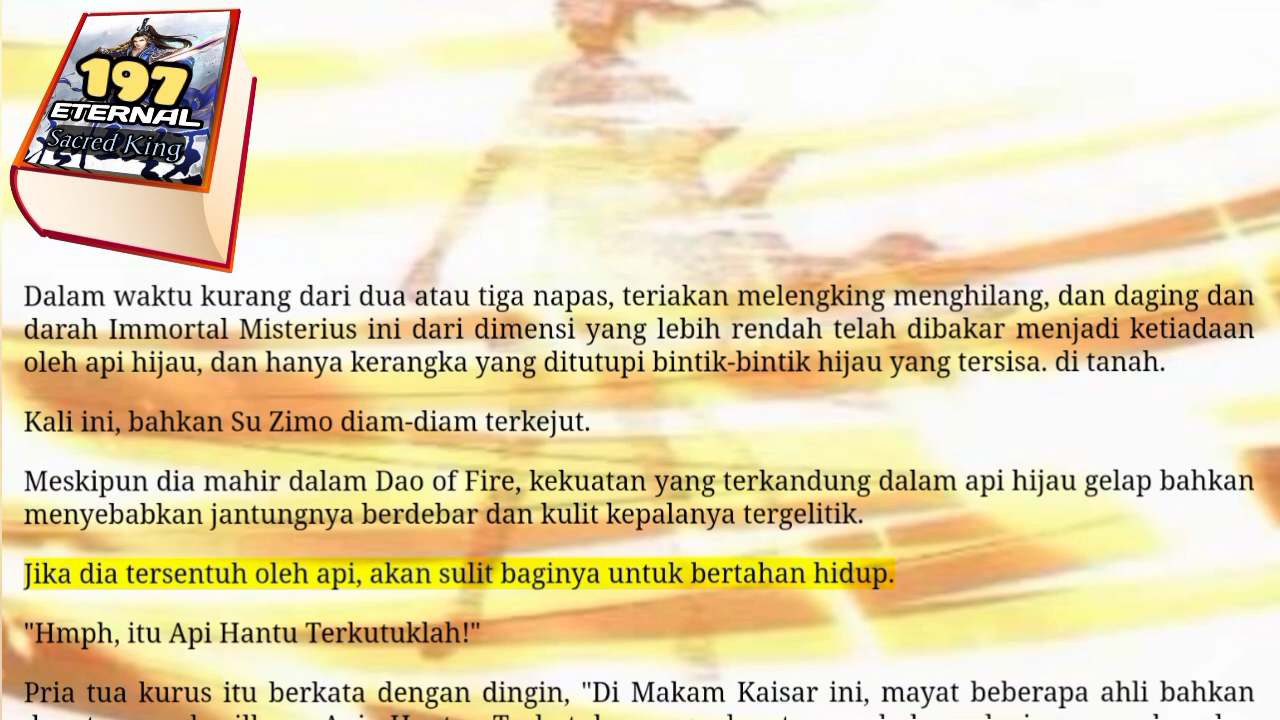 197
ETERNAL
Sacred King
Dalam waktu kurang dari dua atau tiga napas, teriakan melengking menghilang, dan daging dan
darah Immortal Misterius ini dari dimensi yang lebih rendah telah dibakar menjadi ketiadaan
oleh api hijau, dan hanya kerangka yang ditutupi bintik-bintik hijau yang tersisa. di tanah.
Kali ini, bahkan Su Zimo diam-diam terkejut.
Meskipun dia mahir dalam Dao of Fire, kekuatan yang terkandung dalam api hijau gelap bahkan
menyebabkan jantungnya berdebar dan kulit kepalanya tergelitik.
Jika dia tersentuh oleh api, akan sulit baginya untuk bertahan hidup.
"Hmph, itu Api Hantu Terkutuklah!"
Pria tua kurus itu berkata dengan dingin, "Di Makam Kaisar ini, mayat beberapa ahli bahkan